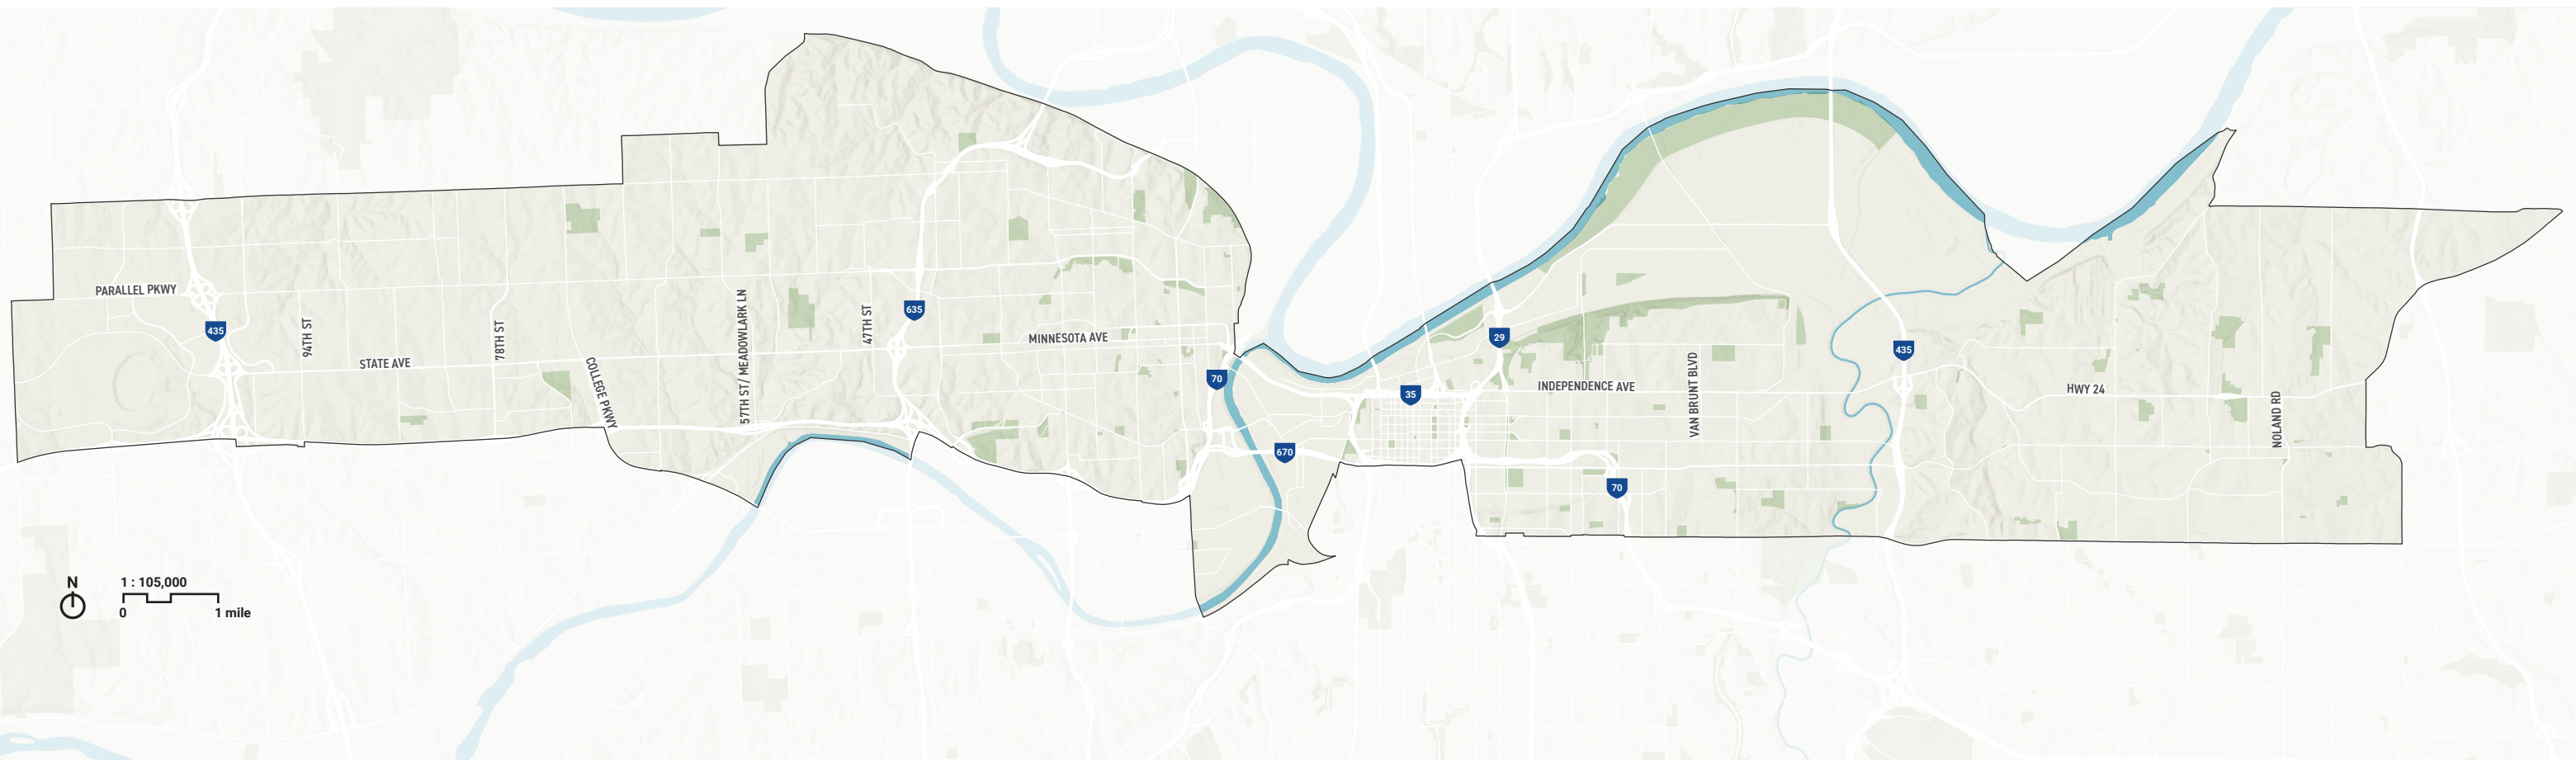 PARALLEL PKWY
435
94TH ST
STATE AVE
78TH ST
COLLEGE PKWY
57TH ST/ MEADOWLARK LN
47TH ST
635
MINNESOTA AVE
70
670
35
29
INDEPENDENCE AVE
70
VAN BRUNT BLVD
435
HWY 24
NOLAND RD
N
1 : 105,000
0
1 mile